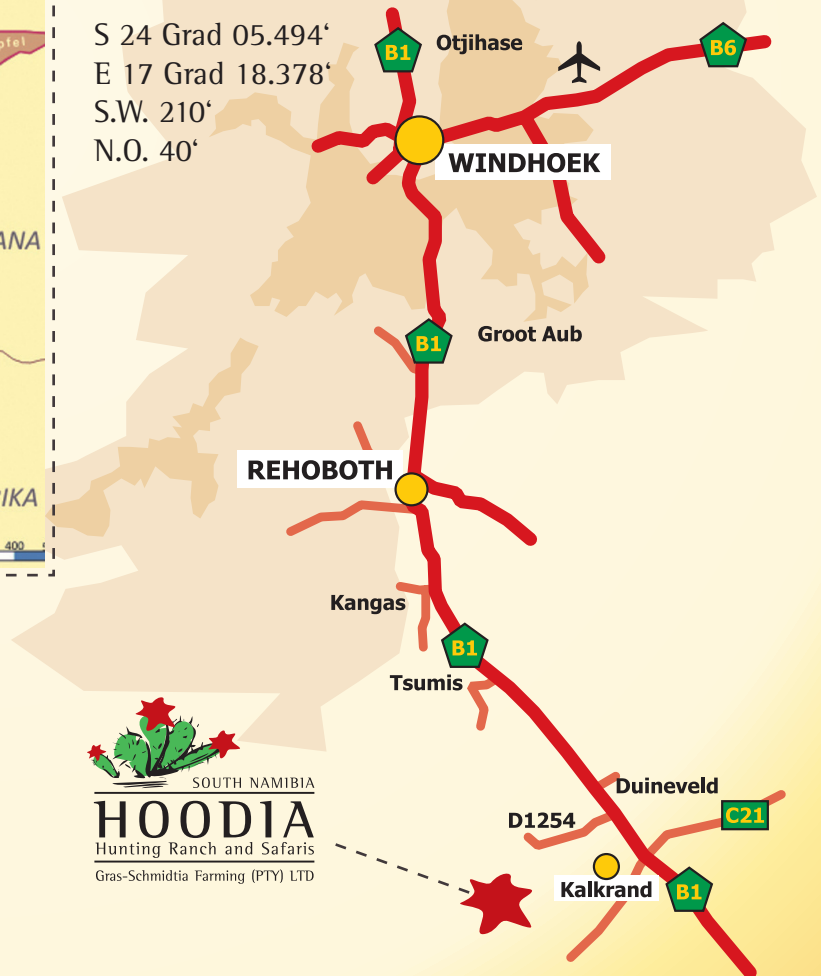 S 24 Grad 05.494‘
E 17 Grad 18.378‘
S.W. 210‘
N.O. 40‘
B1
Otjihase
B6
WINDHOEK
ANA
B1
Groot Aub
REHOBOTH
IKA
400
Kangas
B1
Tsumis
SOUTH NAMIBIA
HOODIA
Hunting Ranch and Safaris
Gras-Schmidtia Farming (PTY) LTD
Duineveld
D1254
C21
Kalkrand
B1